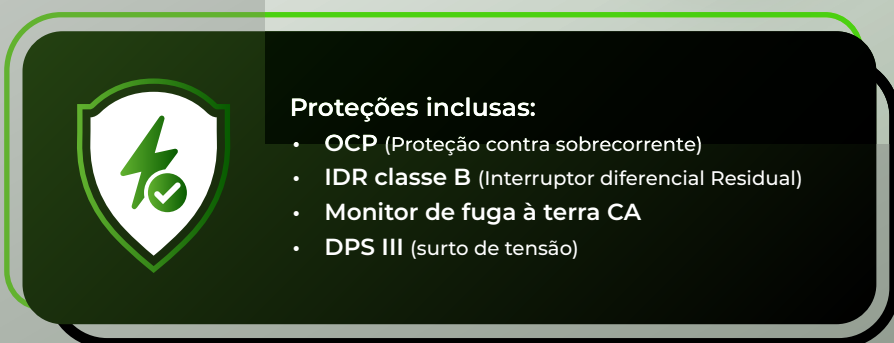 Proteções inclusas:
• OCP (Proteção contra sobrecorrente)
• IDR classe B (Interruptor diferencial Residual)
• Monitor de fuga à terra CA
• DPS III (surto de tensão)